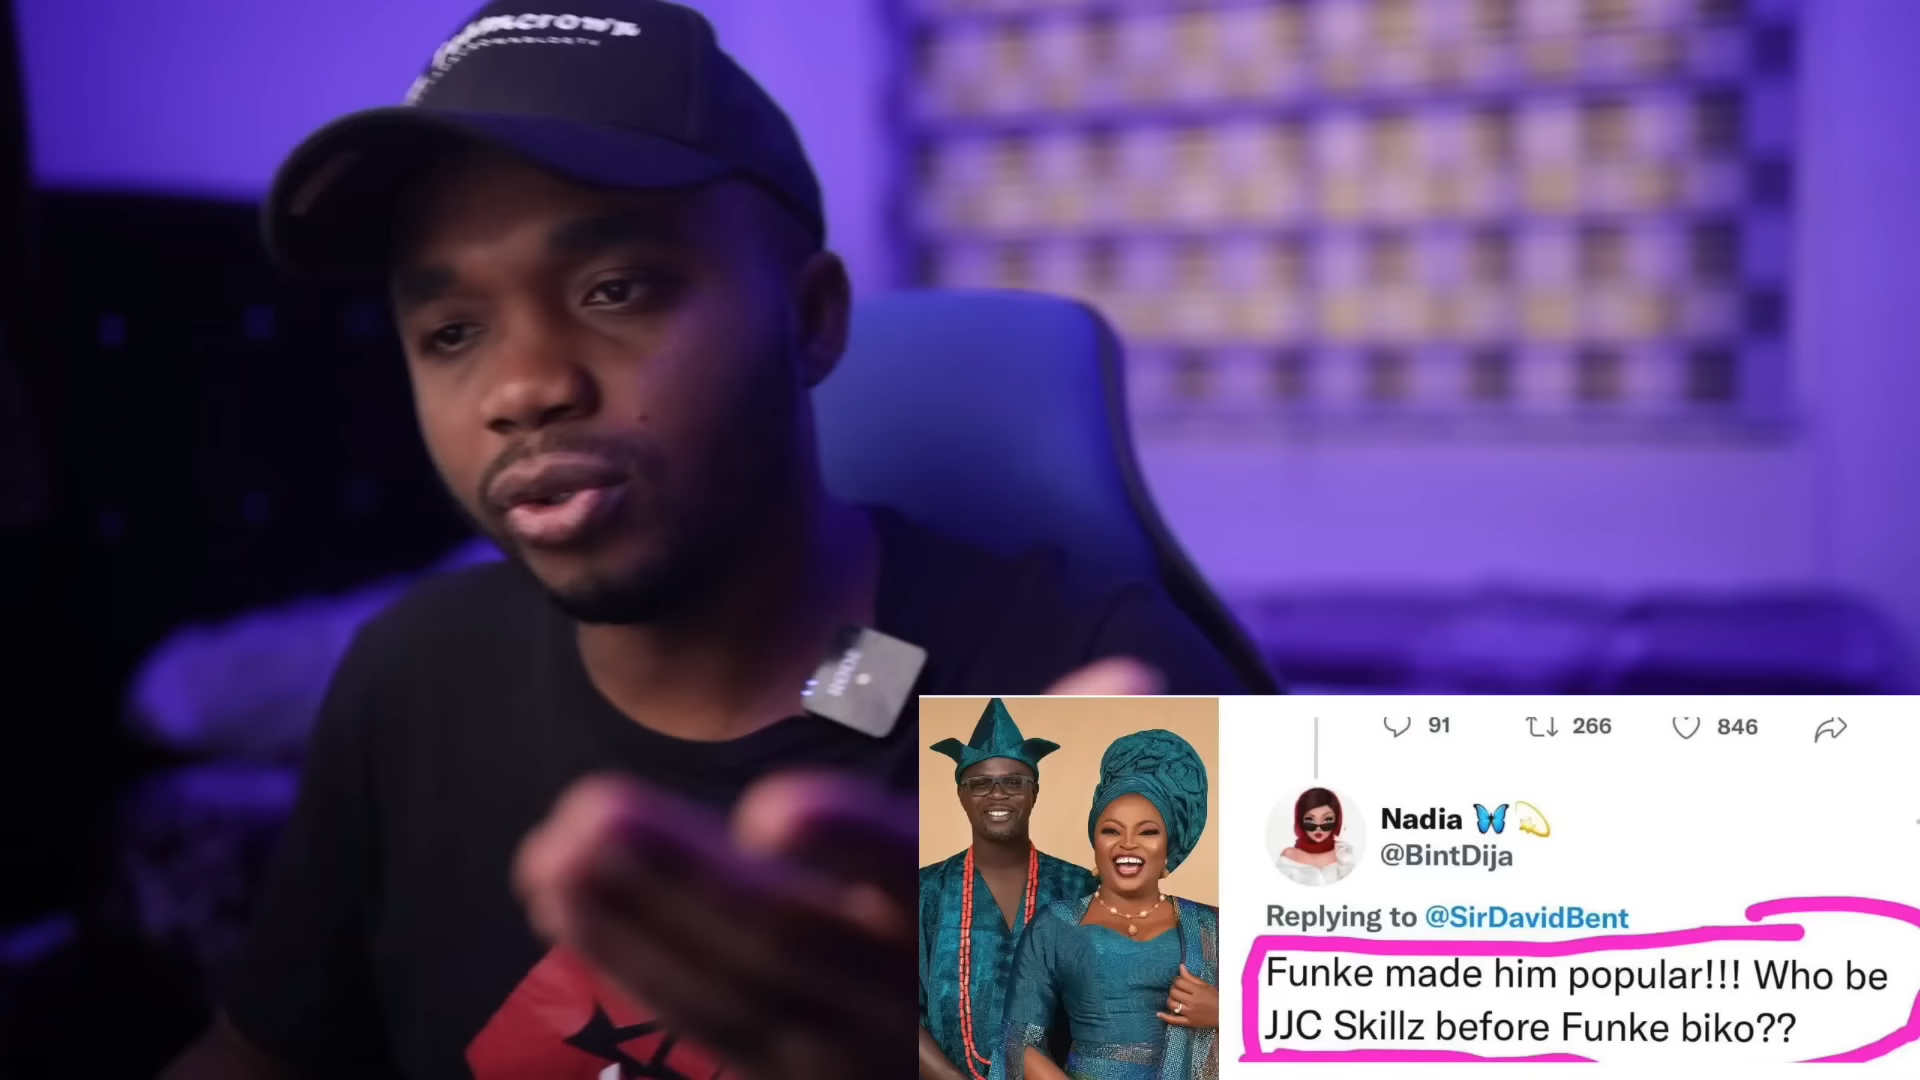 RODE
91 266 846
Nadia 🦋💫
@BintDija
Replying to @SirDavidBent
Funke made him popular!!! Who be
JJC Skillz before Funke biko??